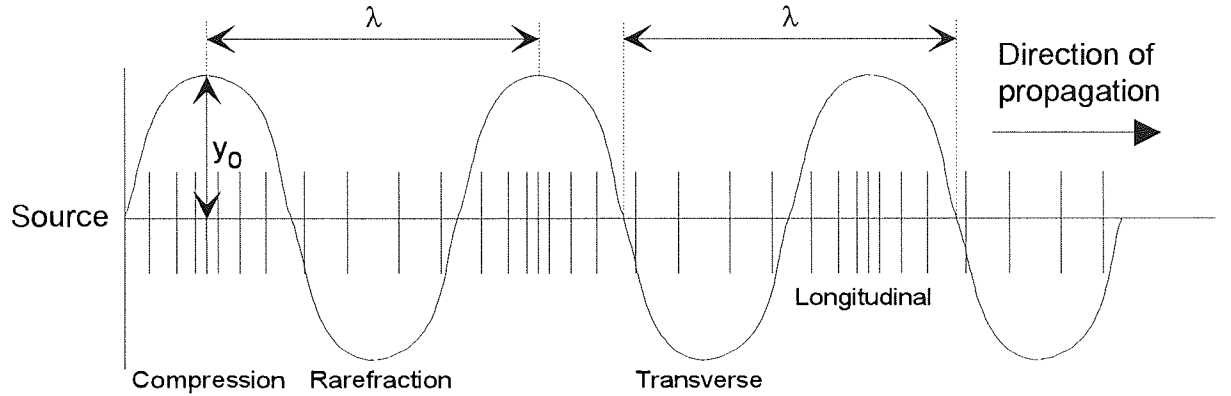 λ
λ
Direction of
propagation
y₀
Source
Longitudinal
Compression
Rarefraction
Transverse